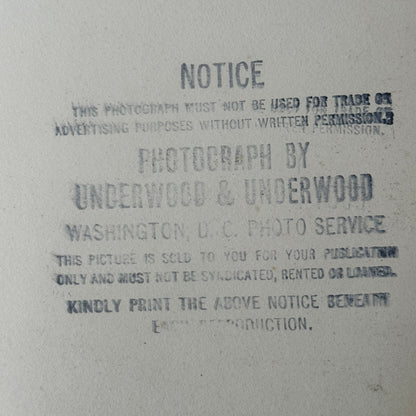 NOTICE
THIS PHOTOGRAPH MUST NOT BE USED FOR TRADE OR
ADVERTISING PURPOSES WITHOUT WRITTEN PERMISSION.
PHOTOGRAPH BY
UNDERWOOD & UNDERWOOD
WASHINGTON, D. C. PHOTO SERVICE
THIS PICTURE IS SOLD TO YOU FOR YOUR PUBLICATION
ONLY AND MUST NOT BE SYNDICATED, RENTED OR LOANED.
KINDLY PRINT THE ABOVE NOTICE BENEATH
EACH REPRODUCTION.